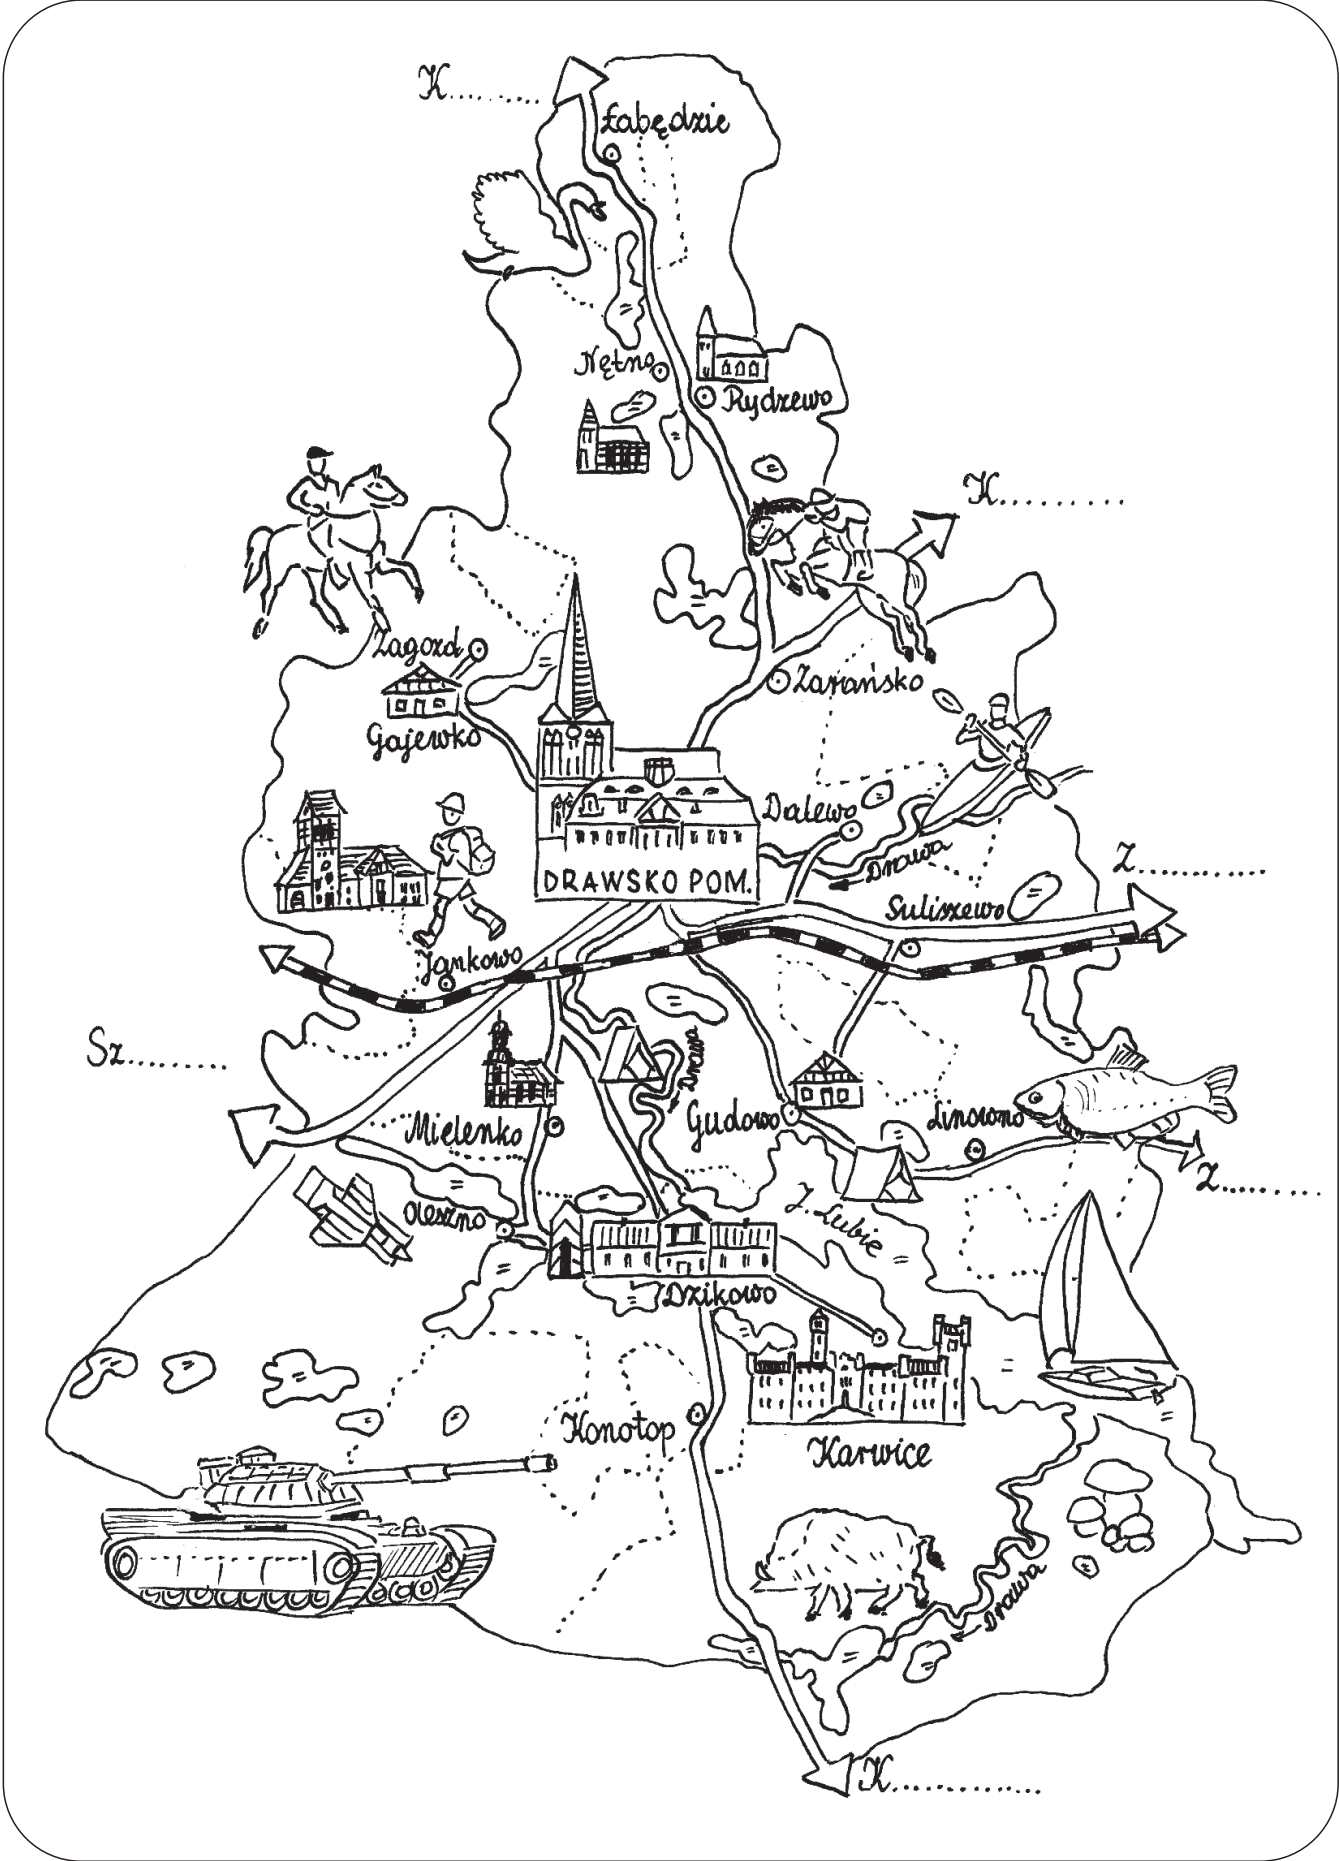 K..........
Łabędzie
Nętno
Rydzewo
K..........
Zagozd
Gajewko
Zarańsko
Dalewo
Drawa
DRAWSKO POM.
Z..........
Suliszewo
Jankowo
Sz..........
Drawa
Mielenko
Gudowo
Linowno
Z..........
Oleszno
J. Lubie
Dzikowo
Konotop
Karwice
Drawa
K..........